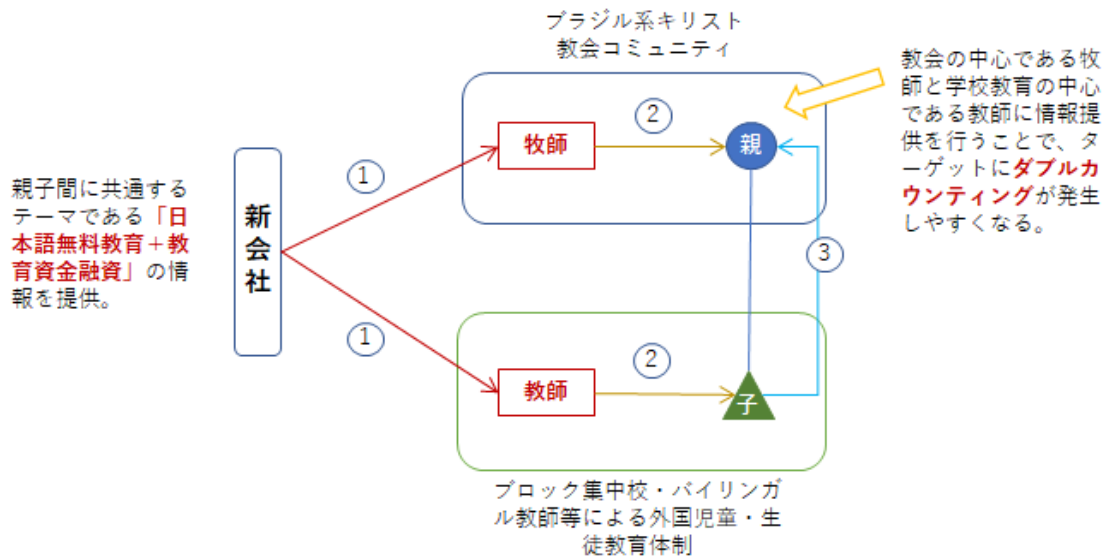 ブラジル系キリスト
教会コミュニティ
教会の中心である牧
師と学校教育の中心
である教師に情報提
供を行うことで、タ
ーゲットにダブルカ
ウンティングが発生
しやすくなる。
親子間に共通する
テーマである「日
本語無料教育＋教
育資金融資」の情
報を提供。
新会社
①
牧師
②
親
③
①
教師
②
子
ブロック集中校・バイリンガ
ル教師等による外国児童・生
徒教育体制